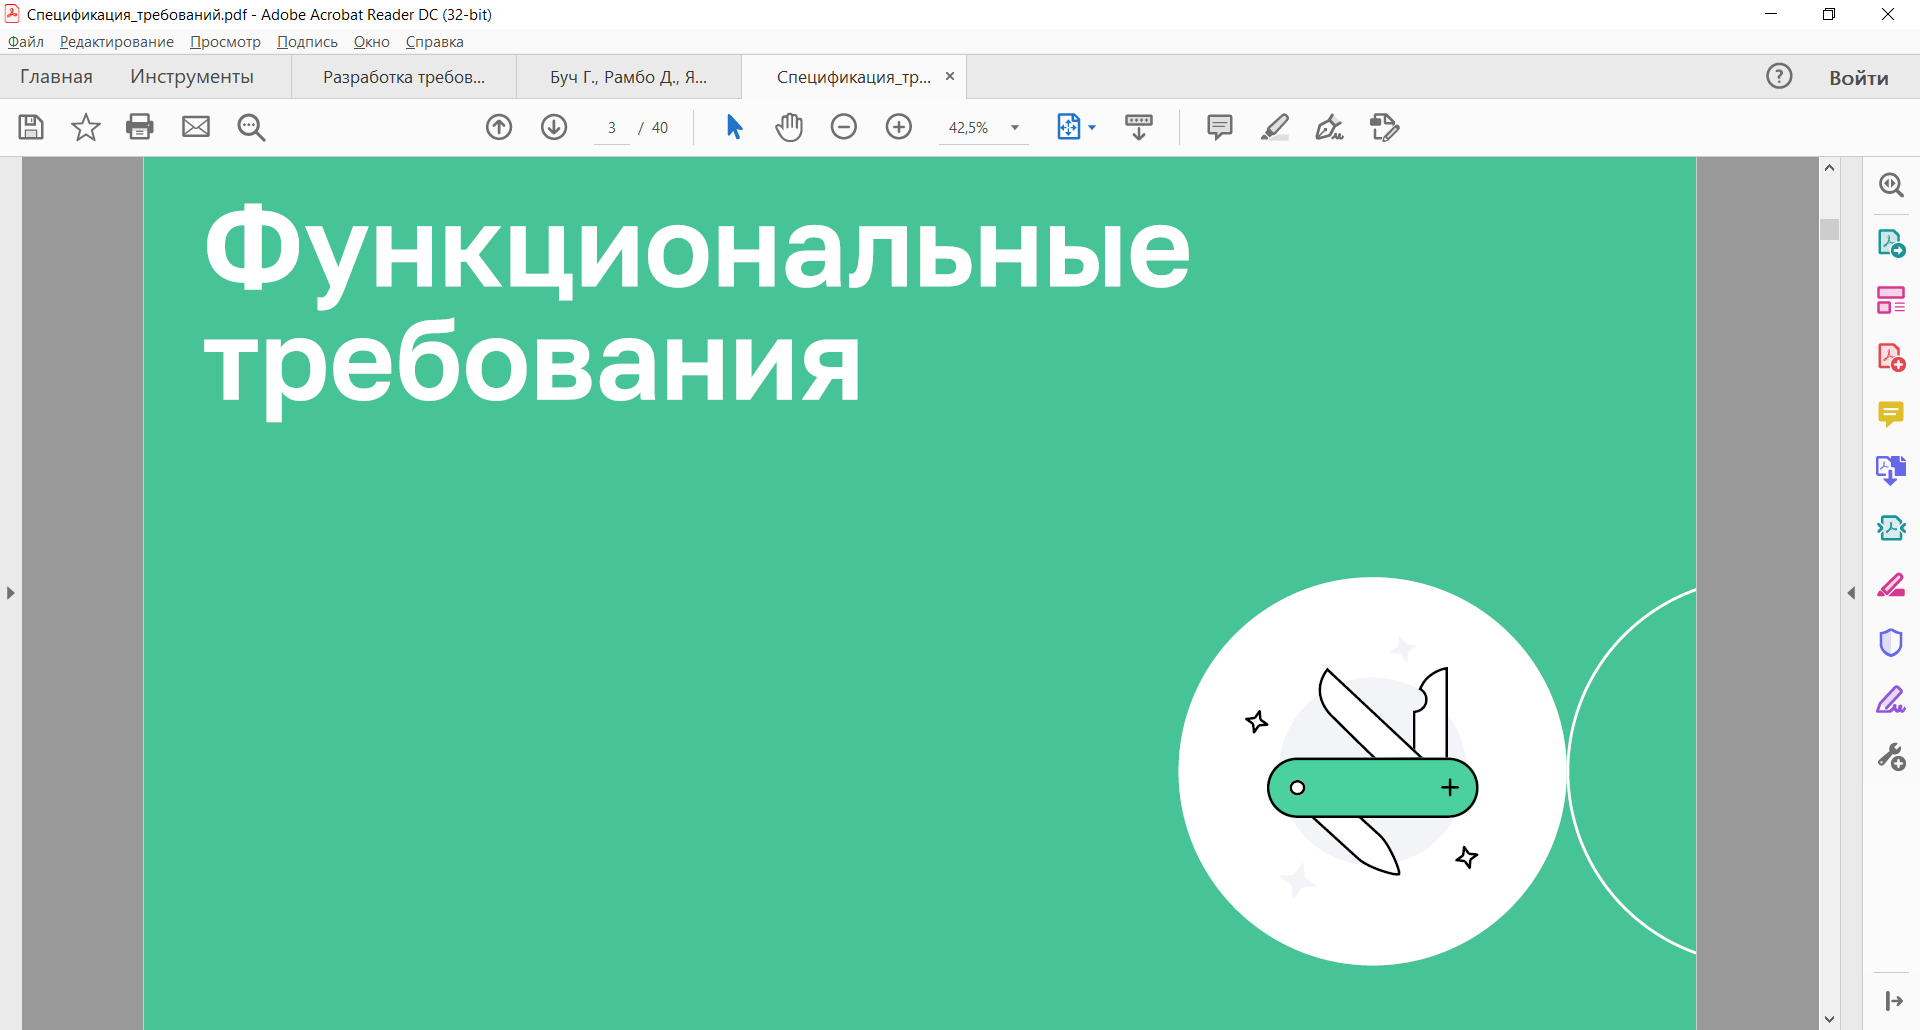 Спецификация_требований.pdf - Adobe Acrobat Reader DC (32-bit)
Файл Редактирование Просмотр Подпись Окно Справка
Главная Инструменты Разработка требов... Буч Г., Рамбо Д., Я... Спецификация_тр... Войти
3 / 40 42,5%
Функциональные
требования